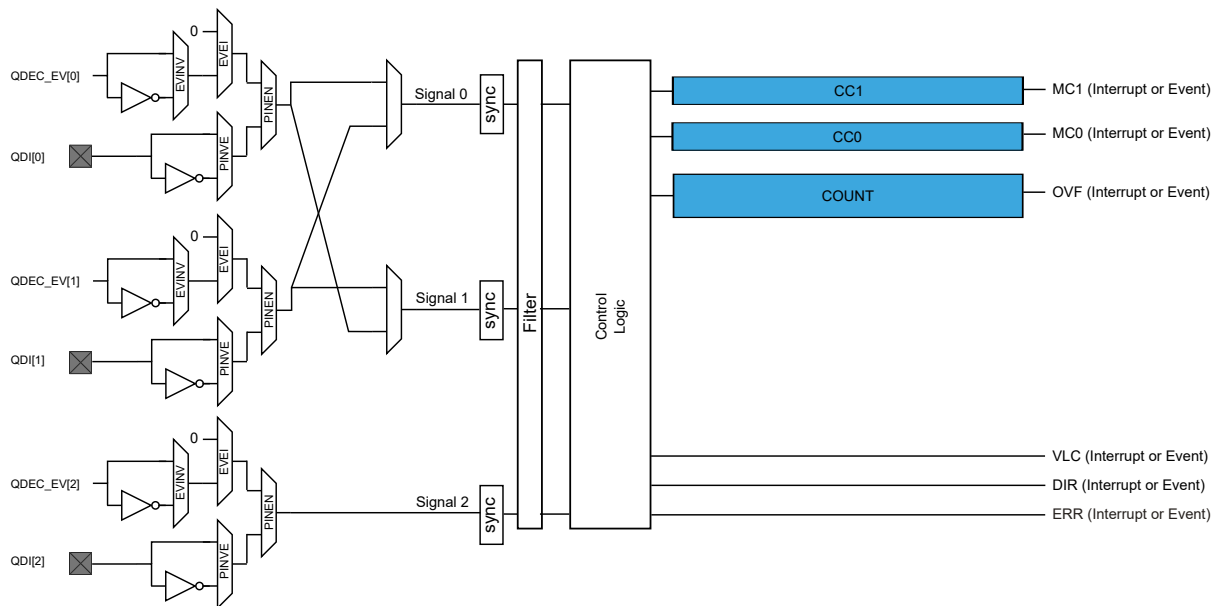 0
EVEI
EVINV
QDEC_EV[0]
PINEN
PINVE
QDI[0]
Signal 0
sync
0
EVEI
EVINV
QDEC_EV[1]
PINEN
PINVE
QDI[1]
Signal 1
sync
0
EVEI
EVINV
QDEC_EV[2]
PINEN
PINVE
QDI[2]
Signal 2
sync
Filter
Control
Logic
CC1
MC1 (Interrupt or Event)
CC0
MC0 (Interrupt or Event)
COUNT
OVF (Interrupt or Event)
VLC (Interrupt or Event)
DIR (Interrupt or Event)
ERR (Interrupt or Event)